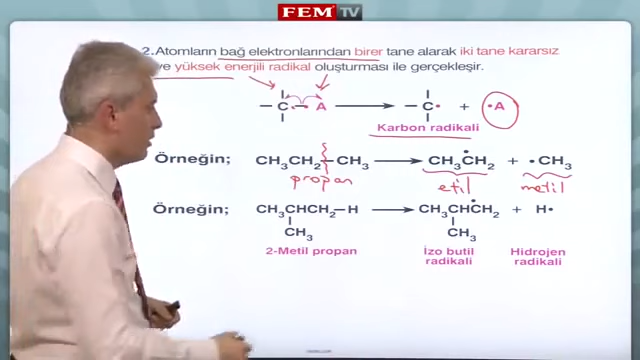 FEM TV
2. Atomların bağ elektronlarından birer tane alarak iki tane kararsız
ve yüksek enerjili radikal oluşturması ile gerçekleşir.
C A C + A
Karbon radikali
Örneğin; CH₃CH₂—CH₃ → CH₃CH₂ + •CH₃
propan etil metil
Örneğin; CH₃CHCH₂—H → CH₃CHCH₂ + H•
CH₃ CH₃
2-Metil propan İzo butil Hidrojen
radikali radikali